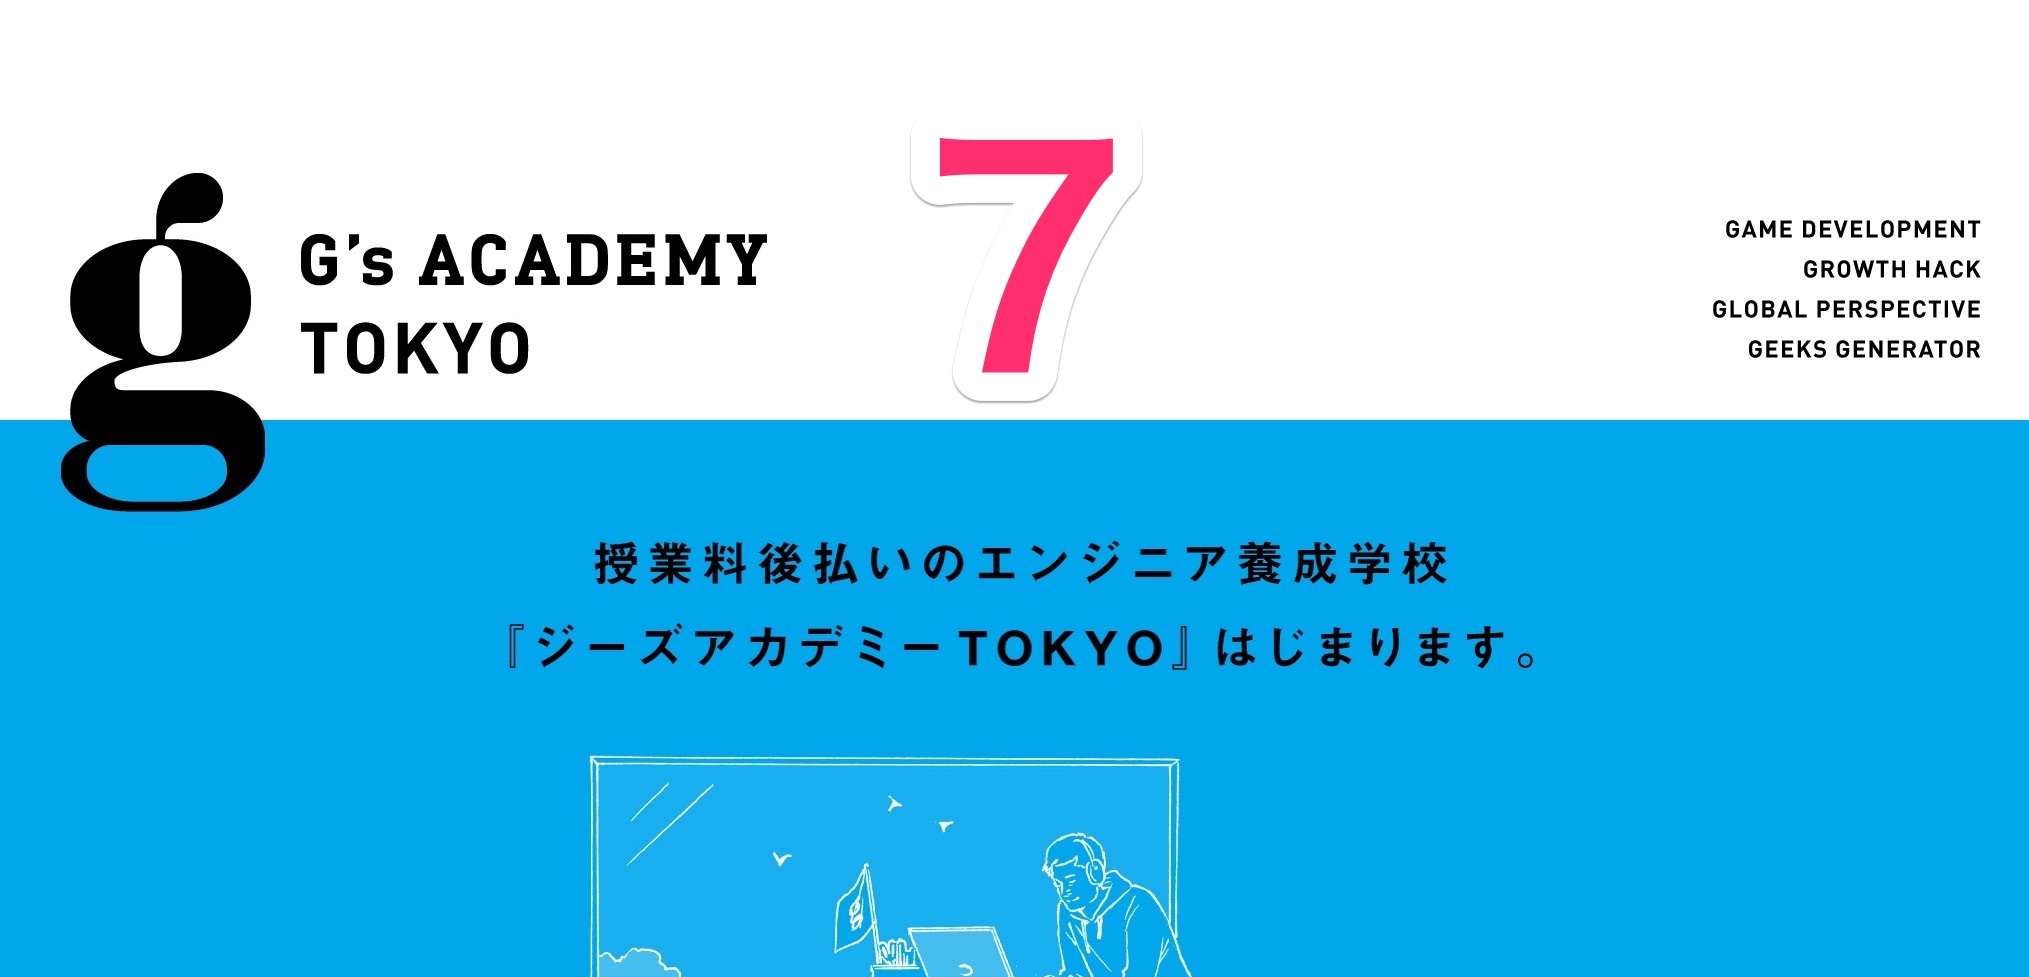 g
G's ACADEMY
TOKYO
7
GAME DEVELOPMENT
GROWTH HACK
GLOBAL PERSPECTIVE
GEEKS GENERATOR
授業料後払いのエンジニア養成学校
『ジーズアカデミーTOKYO』はじまります。
g